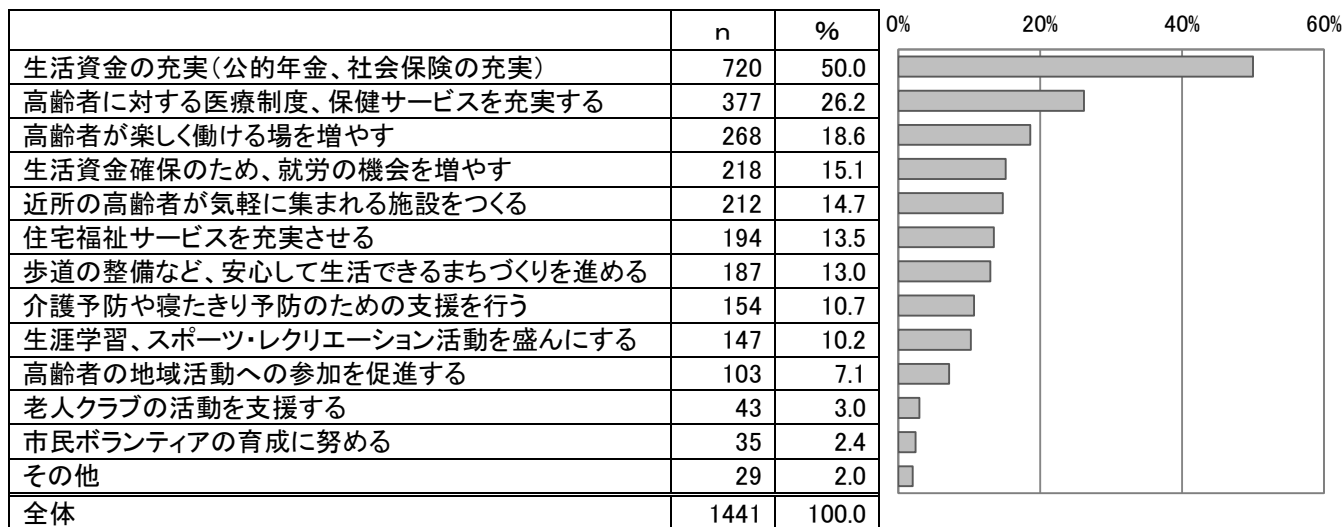 n % 0% 20% 40% 60%
生活資金の充実（公的年金、社会保険の充実） 720 50.0
高齢者に対する医療制度、保健サービスを充実する 377 26.2
高齢者が楽しく働ける場を増やす 268 18.6
生活資金確保のため、就労の機会を増やす 218 15.1
近所の高齢者が気軽に集まれる施設をつくる 212 14.7
住宅福祉サービスを充実させる 194 13.5
歩道の整備など、安心して生活できるまちづくりを進める 187 13.0
介護予防や寝たきり予防のための支援を行う 154 10.7
生涯学習、スポーツ・レクリエーション活動を盛んにする 147 10.2
高齢者の地域活動への参加を促進する 103 7.1
老人クラブの活動を支援する 43 3.0
市民ボランティアの育成に努める 35 2.4
その他 29 2.0
全体 1441 100.0